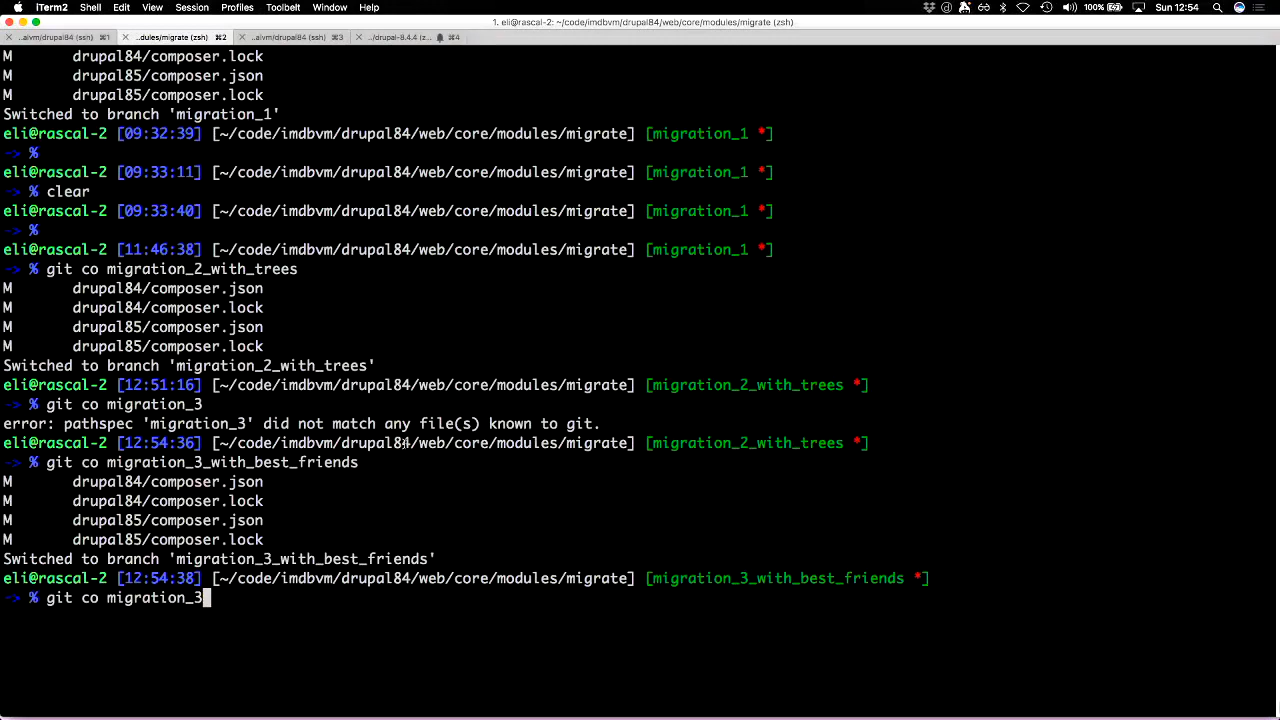 iTerm2 Shell Edit View Session Profiles Toolbelt Window Help 100% Sun 12:54
1. eli@rascal-2: ~/code/imdbvm/drupal84/web/core/modules/migrate (zsh)
..aivm/drupal84 (ssh) ⌘1 ..dules/migrate (zsh) ⌘2 ..aivm/drupal84 (ssh) ⌘3 ../drupal-8.4.4 (z... ⌘4
M drupal84/composer.lock
M drupal85/composer.json
M drupal85/composer.lock
Switched to branch 'migration_1'
eli@rascal-2 [09:32:39] [~/code/imdbvm/drupal84/web/core/modules/migrate] [migration_1 *]
-> %
eli@rascal-2 [09:33:11] [~/code/imdbvm/drupal84/web/core/modules/migrate] [migration_1 *]
-> % clear
eli@rascal-2 [09:33:40] [~/code/imdbvm/drupal84/web/core/modules/migrate] [migration_1 *]
-> %
eli@rascal-2 [11:46:38] [~/code/imdbvm/drupal84/web/core/modules/migrate] [migration_1 *]
-> % git co migration_2_with_trees
M drupal84/composer.json
M drupal84/composer.lock
M drupal85/composer.json
M drupal85/composer.lock
Switched to branch 'migration_2_with_trees'
eli@rascal-2 [12:51:16] [~/code/imdbvm/drupal84/web/core/modules/migrate] [migration_2_with_trees *]
-> % git co migration_3
error: pathspec 'migration_3' did not match any file(s) known to git.
eli@rascal-2 [12:54:36] [~/code/imdbvm/drupal84/web/core/modules/migrate] [migration_2_with_trees *]
-> % git co migration_3_with_best_friends
M drupal84/composer.json
M drupal84/composer.lock
M drupal85/composer.json
M drupal85/composer.lock
Switched to branch 'migration_3_with_best_friends'
eli@rascal-2 [12:54:38] [~/code/imdbvm/drupal84/web/core/modules/migrate] [migration_3_with_best_friends *]
-> % git co migration_3